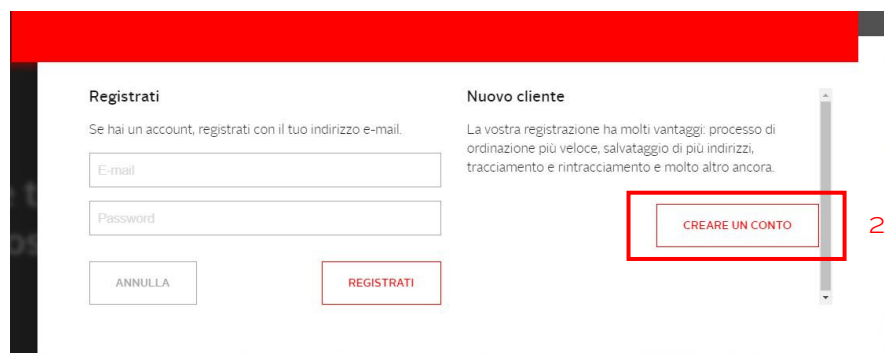 Registrati
Se hai un account, registrati con il tuo indirizzo e-mail.
E-mail
Password
ANNULLA
REGISTRATI
Nuovo cliente
La vostra registrazione ha molti vantaggi: processo di
ordinazione più veloce, salvataggio di più indirizzi,
tracciamento e rintracciamento e molto altro ancora.
CREARE UN CONTO
2